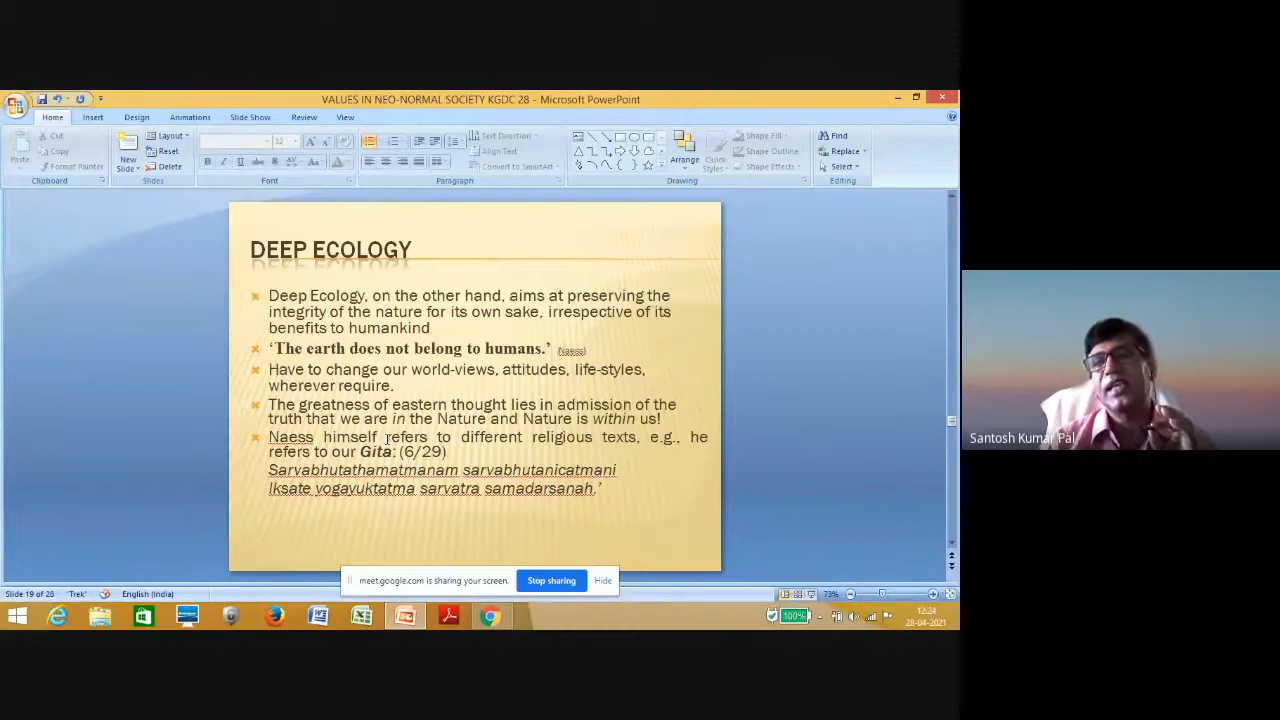 VALUES IN NEO-NORMAL SOCIETY KGDC 28 - Microsoft PowerPoint
Home Insert Design Animations Slide Show Review View
Paste
Cut
Copy
Format Painter
Clipboard
New
Slide
Layout
Reset
Delete
Slides
32
Font
Text Direction
Align Text
Convert to SmartArt
Paragraph
Arrange
Quick
Styles
Shape Fill
Shape Outline
Shape Effects
Drawing
Find
Replace
Select
Editing
DEEP ECOLOGY
Deep Ecology, on the other hand, aims at preserving the
integrity of the nature for its own sake, irrespective of its
benefits to humankind
‘The earth does not belong to humans.’ (Naess)
Have to change our world-views, attitudes, life-styles,
wherever require.
The greatness of eastern thought lies in admission of the
truth that we are in the Nature and Nature is within us!
Naess himself refers to different religious texts, e.g., he
refers to our Gita: (6/29)
Sarvabhutathamatmanam sarvabhutanicatmani
Iksate yogayuktatma sarvatra samadarsanah.’
meet.google.com is sharing your screen. Stop sharing Hide
Slide 19 of 28 'Trek' English (India) 73%
100%
12:24
28-04-2021
Santosh Kumar Pal